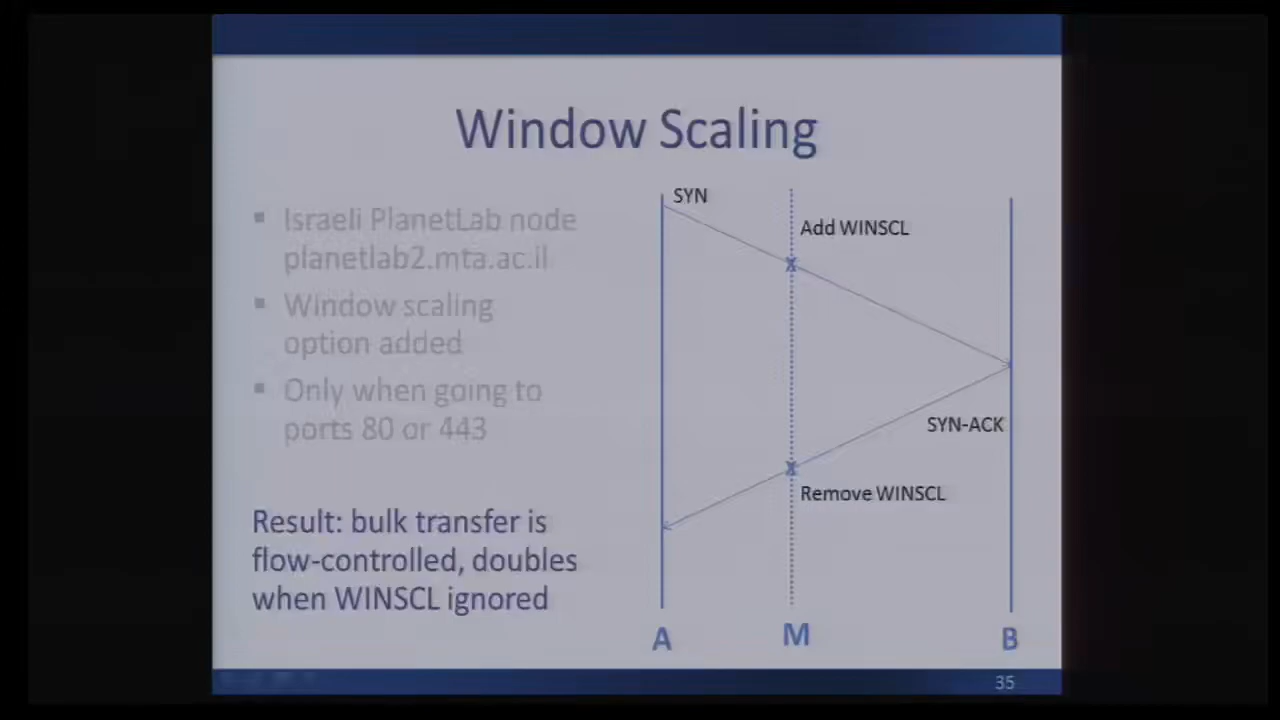 Window Scaling
▪ Israeli PlanetLab node
planetlab2.mta.ac.il
▪ Window scaling
option added
▪ Only when going to
ports 80 or 443
Result: bulk transfer is
flow-controlled, doubles
when WINSCL ignored
SYN
Add WINSCL
SYN-ACK
Remove WINSCL
A
M
B
35